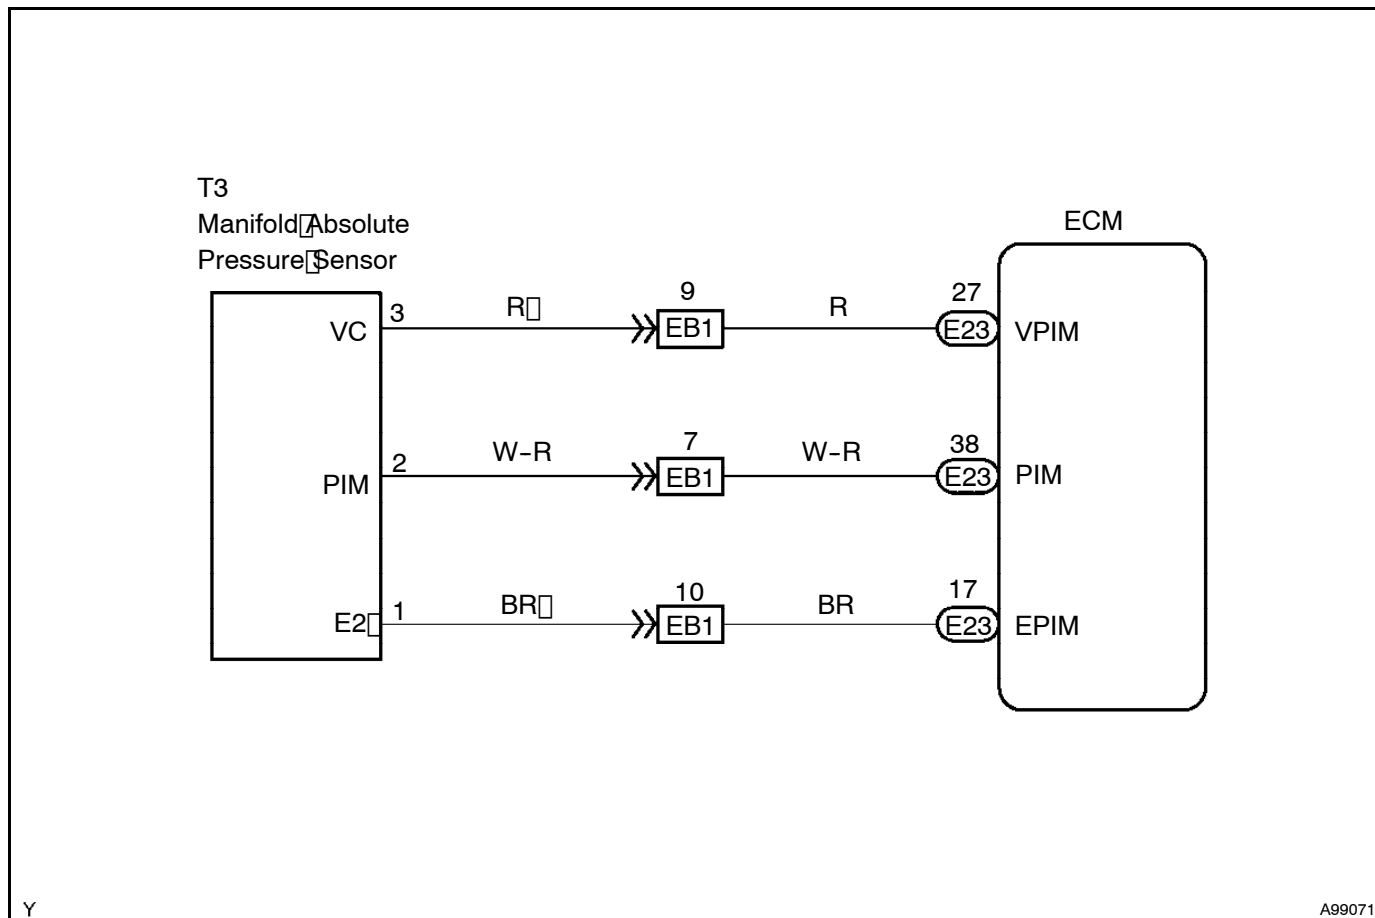 T3
Manifold Absolute
Pressure Sensor
ECM
VC 3 R 9 EB1 R 27 E23 VPIM
PIM 2 W-R 7 EB1 W-R 38 E23 PIM
E2 1 BR 10 EB1 BR 17 E23 EPIM
Y A99071